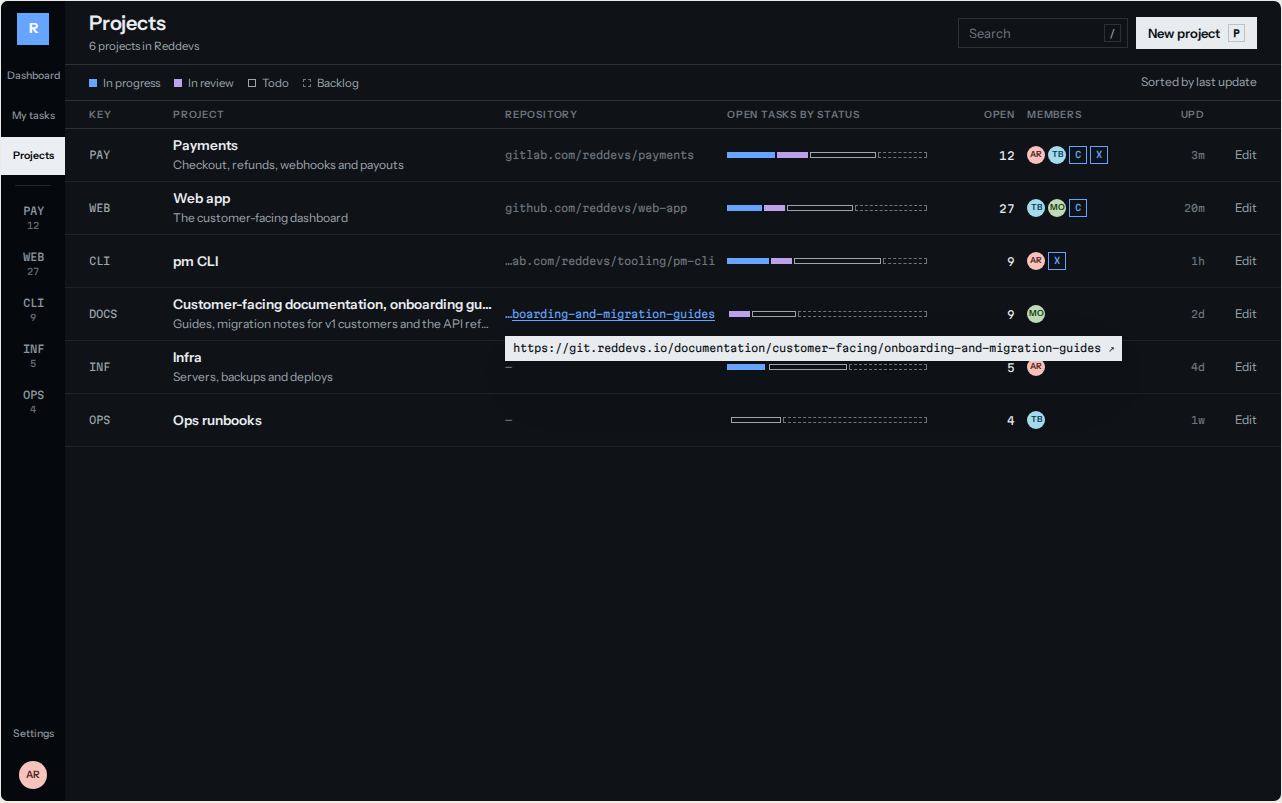 R
Dashboard
My tasks
Projects
PAY
12
WEB
27
CLI
9
INF
5
OPS
4
Settings
AR
Projects
6 projects in Reddevs
Search /
New project P
In progress In review Todo Backlog
Sorted by last update
KEY PROJECT REPOSITORY OPEN TASKS BY STATUS OPEN MEMBERS UPD
PAY Payments gitlab.com/reddevs/payments 12 AR TB C X 3m Edit
Checkout, refunds, webhooks and payouts
WEB Web app github.com/reddevs/web-app 27 TB MO C 20m Edit
The customer-facing dashboard
CLI pm CLI …ab.com/reddevs/tooling/pm-cli 9 AR X 1h Edit
DOCS Customer-facing documentation, onboarding gu… …boarding-and-migration-guides 9 MO 2d Edit
Guides, migration notes for v1 customers and the API ref…
https://git.reddevs.io/documentation/customer-facing/onboarding-and-migration-guides ↗
INF Infra – 5 AR 4d Edit
Servers, backups and deploys
OPS Ops runbooks – 4 TB 1w Edit